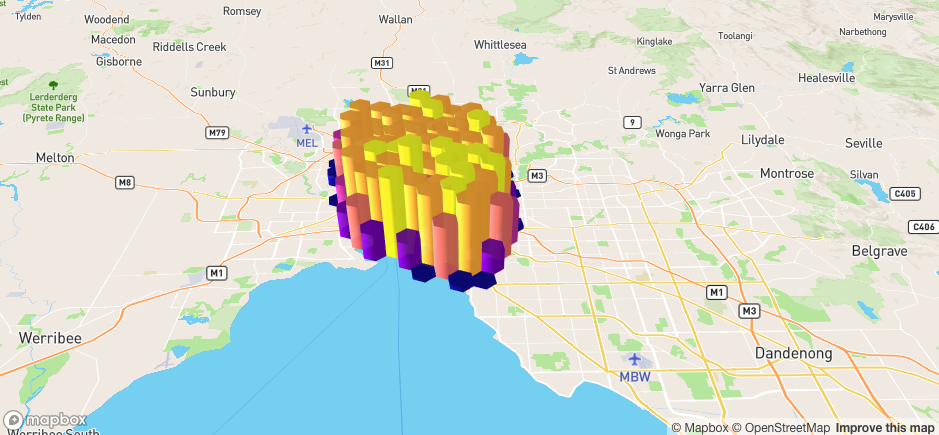 Tylden
Woodend
Macedon
Gisborne
Romsey
Riddells Creek
Wallan
Whittlesea
Kinglake
Toolangi
Marysville
Narbethong
St Andrews
Yarra Glen
Healesville
M31
Lerderderg
State Park
(Pyrete Range)
Sunbury
M79
MEL
9
Wonga Park
Lilydale
Seville
Melton
M8
M3
Montrose
Silvan
C405
C406
Belgrave
M1
M1
M3
Werribee
Dandenong
MBW
mapbox
Werribee South
© Mapbox © OpenStreetMap Improve this map